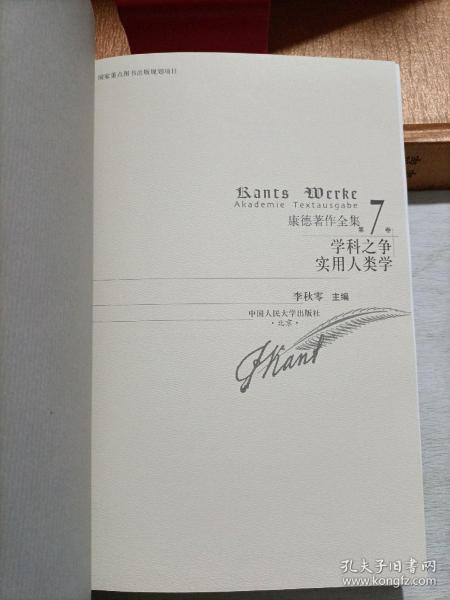 国家重点图书出版规划项目
Kants Werke
Akademie Textausgabe
康德著作全集 第7卷
学科之争
实用人类学
李秋零 主编
中国人民大学出版社
·北京·
Kant
孔夫子旧书网
www.kongfz.com